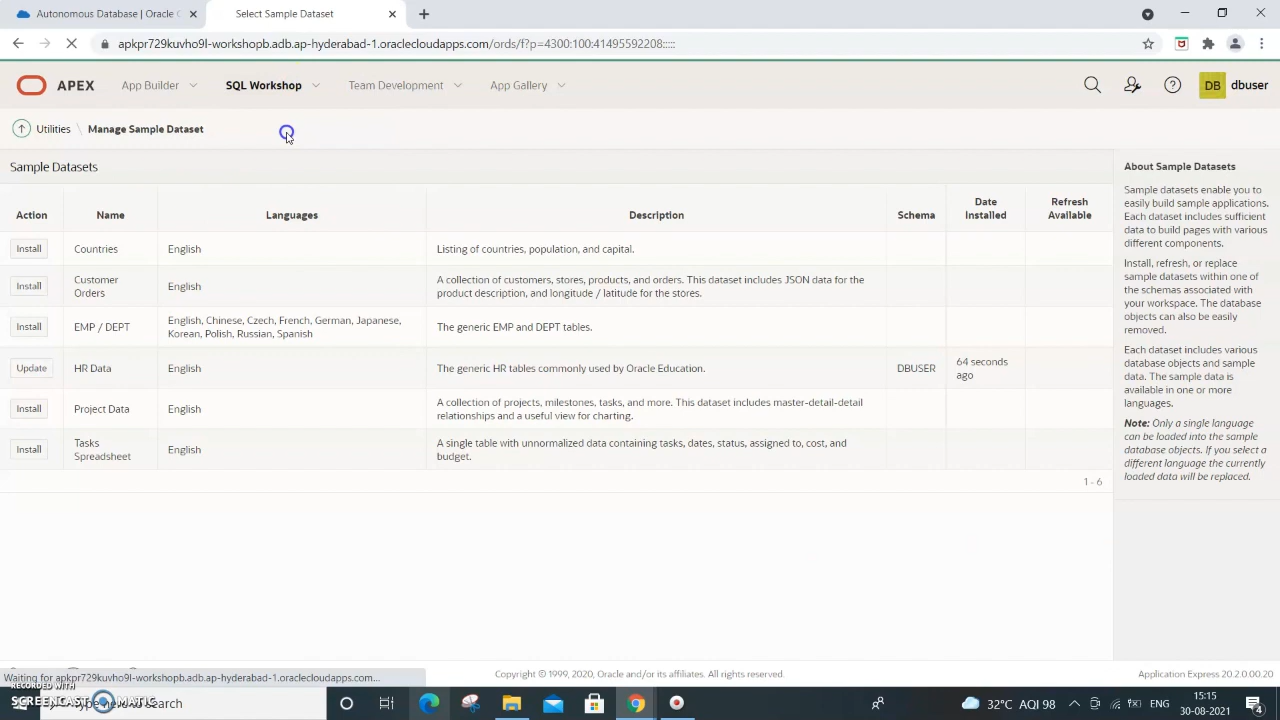 Autonomous Database | Oracle C
Select Sample Dataset
apkpr729kuvho9l-workshopb.adb.ap-hyderabad-1.oraclecloudapps.com/ords/f?p=4300:100:41495592208:::::
APEX
App Builder
SQL Workshop
Team Development
App Gallery
DB
dbuser
Utilities \ Manage Sample Dataset
Sample Datasets
Action
Name
Languages
Description
Schema
Date
Installed
Refresh
Available
Install
Countries
English
Listing of countries, population, and capital.
Install
Customer
Orders
English
A collection of customers, stores, products, and orders. This dataset includes JSON data for the
product description, and longitude / latitude for the stores.
Install
EMP / DEPT
English, Chinese, Czech, French, German, Japanese,
Korean, Polish, Russian, Spanish
The generic EMP and DEPT tables.
Update
HR Data
English
The generic HR tables commonly used by Oracle Education.
DBUSER
64 seconds
ago
Install
Project Data
English
A collection of projects, milestones, tasks, and more. This dataset includes master-detail-detail
relationships and a useful view for charting.
Install
Tasks
Spreadsheet
English
A single table with unnormalized data containing tasks, dates, status, assigned to, cost, and
budget.
1 - 6
About Sample Datasets
Sample datasets enable you to
easily build sample applications.
Each dataset includes sufficient
data to build pages with various
different components.
Install, refresh, or replace
sample datasets within one of
the schemas associated with
your workspace. The database
objects can also be easily
removed.
Each dataset includes various
database objects and sample
data. The sample data is
available in one or more
languages.
Note: Only a single language
can be loaded into the sample
database objects. If you select a
different language the currently
loaded data will be replaced.
Waiting for apkpr729kuvho9l-workshopb.adb.ap-hyderabad-1.oraclecloudapps.com...
Copyright © 1999, 2020, Oracle and/or its affiliates. All rights reserved.
Application Express 20.2.0.00.20
RECORDED WITH
SCREENCAST MATIC
Type here to search
32°C AQI 98
ENG
15:15
30-08-2021
4